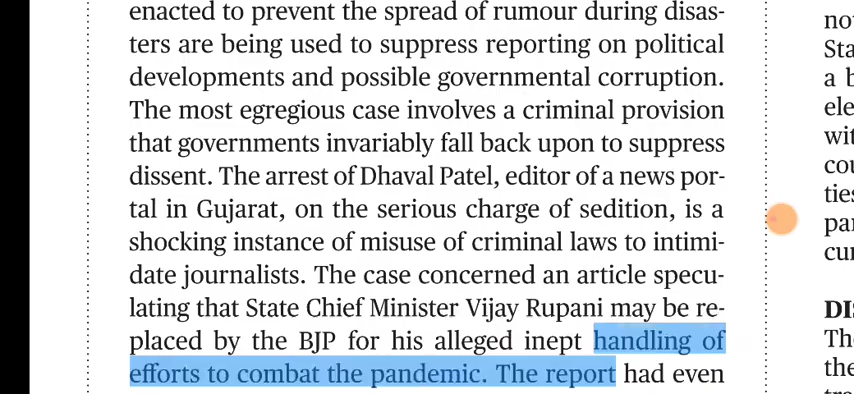 enacted to prevent the spread of rumour during disas-
ters are being used to suppress reporting on political
developments and possible governmental corruption.
The most egregious case involves a criminal provision
that governments invariably fall back upon to suppress
dissent. The arrest of Dhaval Patel, editor of a news por-
tal in Gujarat, on the serious charge of sedition, is a
shocking instance of misuse of criminal laws to intimi-
date journalists. The case concerned an article specu-
lating that State Chief Minister Vijay Rupani may be re-
placed by the BJP for his alleged inept handling of
efforts to combat the pandemic. The report had even